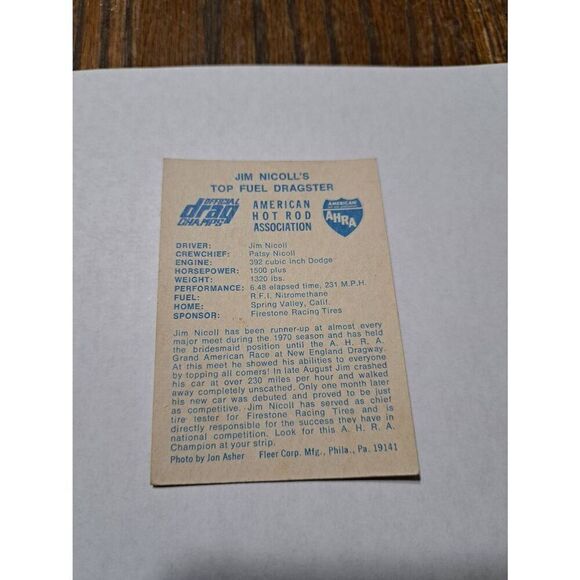 JIM NICOLL'S
TOP FUEL DRAGSTER
OFFICIAL
drag
CHAMPS
AMERICAN
HOT ROD
ASSOCIATION
AMERICAN
HOT ROD ASSOCIATION
AHRA
DRIVER: Jim Nicoll
CREWCHIEF: Patsy Nicoll
ENGINE: 392 cubic inch Dodge
HORSEPOWER: 1500 plus
WEIGHT: 1320 lbs.
PERFORMANCE: 6.48 elapsed time, 231 M.P.H.
FUEL: R.F.I. Nitromethane
HOME: Spring Valley, Calif.
SPONSOR: Firestone Racing Tires
Jim Nicoll has been runner-up at almost every
major meet during the 1970 season and has held
the bridesmaid position until the A. H. R. A.
Grand American Race at New England Dragway.
At this meet he showed his abilities to everyone
by topping all comers! In late August Jim crashed
his car at over 230 miles per hour and walked
away completely unscathed. Only one month later
his new car was debuted and proved to be just
as competitive. Jim Nicoll has served as chief
tire tester for Firestone Racing Tires and is
directly responsible for the success they have in
national competition. Look for this A. H. R. A.
Champion at your strip.
Photo by Jon Asher Fleer Corp. Mfg., Phila., Pa. 19141